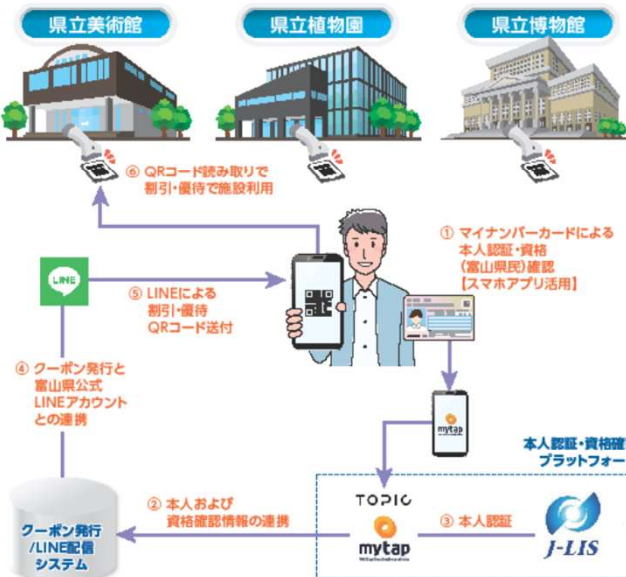 県立美術館
県立植物園
県立博物館
⑥ QRコード読み取りで
割引・優待で施設利用
① マイナンバーカードによる
本人認証・資格
(富山県民)確認
【スマホアプリ活用】
LINE
⑤ LINEによる
割引・優待
QRコード送付
④ クーポン発行と
富山県公式
LINEアカウント
との連携
mytap
本人認証・資格確
プラットフォー
② 本人および
資格確認情報の連携
TOPIC
mytap
③ 本人認証
J-LIS
クーポン発行
/LINE配信
システム